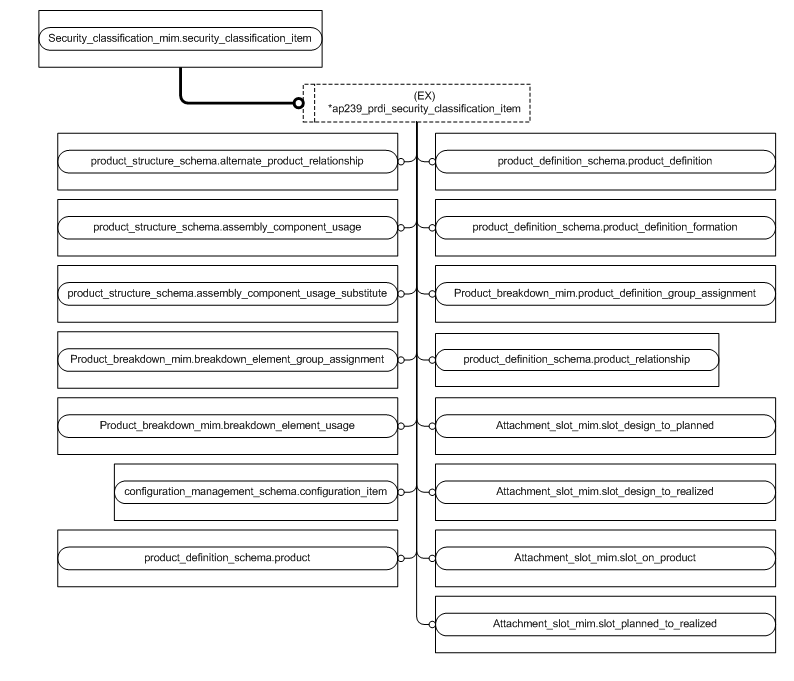 Security_classification_mim.security_classification_item
(EX)
*ap239_prdi_security_classification_item
product_structure_schema.alternate_product_relationship
product_definition_schema.product_definition
product_structure_schema.assembly_component_usage
product_definition_schema.product_definition_formation
product_structure_schema.assembly_component_usage_substitute
Product_breakdown_mim.product_definition_group_assignment
Product_breakdown_mim.breakdown_element_group_assignment
product_definition_schema.product_relationship
Product_breakdown_mim.breakdown_element_usage
Attachment_slot_mim.slot_design_to_planned
configuration_management_schema.configuration_item
Attachment_slot_mim.slot_design_to_realized
product_definition_schema.product
Attachment_slot_mim.slot_on_product
Attachment_slot_mim.slot_planned_to_realized